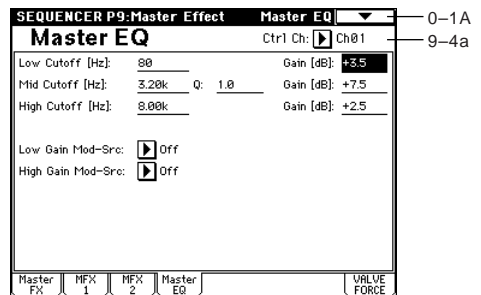 SEQUENCER P9:Master Effect Master EQ 0–1A
Master EQ Ctrl Ch: Ch01 9–4a
Low Cutoff [Hz]: 80 Gain [dB]: +3.5
Mid Cutoff [Hz]: 3.20k Q: 1.0 Gain [dB]: +7.5
High Cutoff [Hz]: 8.00k Gain [dB]: +2.5
Low Gain Mod-Src: Off
High Gain Mod-Src: Off
Master FX MFX 1 MFX 2 Master EQ VALVE FORCE